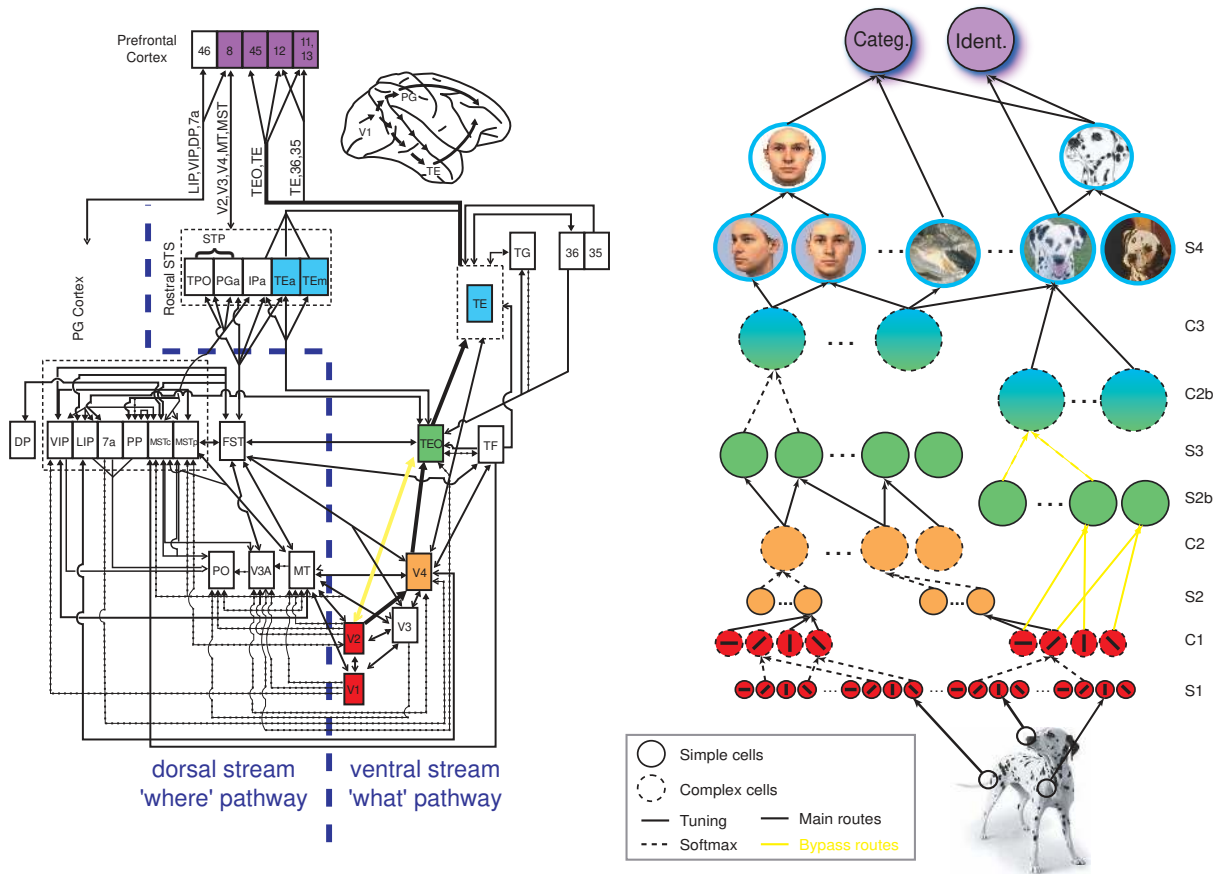 Prefrontal
Cortex
46
8
45
12
11,
13
LIP,VIP,DP,7a
V2,V3,V4,MT,MST
TEO,TE
TE,36,35
PG
V1
TE
PG Cortex
Rostral STS
STP
TPO
PGa
IPa
TEa
TEm
TG
36
35
TE
DP
VIP
LIP
7a
PP
MSTc
MSTp
FST
TEO
TF
PO
V3A
MT
V4
V2
V3
V1
dorsal stream
'where' pathway
ventral stream
'what' pathway
Categ.
Ident.
S4
C3
C2b
S3
S2b
C2
S2
C1
S1
Simple cells
Complex cells
Tuning
Main routes
Softmax
Bypass routes